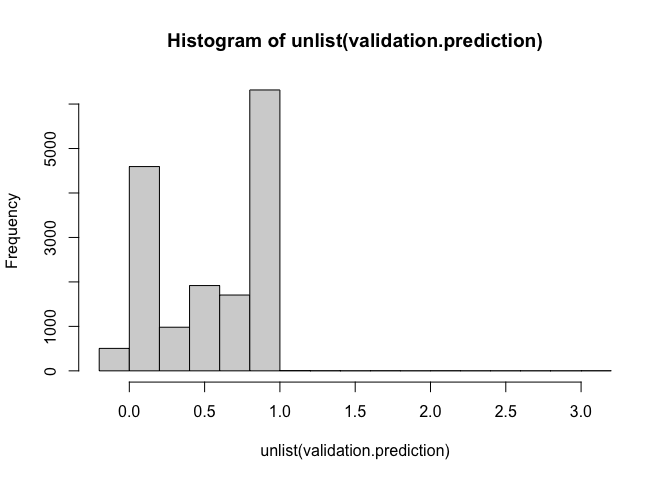 Histogram of unlist(validation.prediction)
Frequency
5000
3000
1000
0
0.0 0.5 1.0 1.5 2.0 2.5 3.0
unlist(validation.prediction)